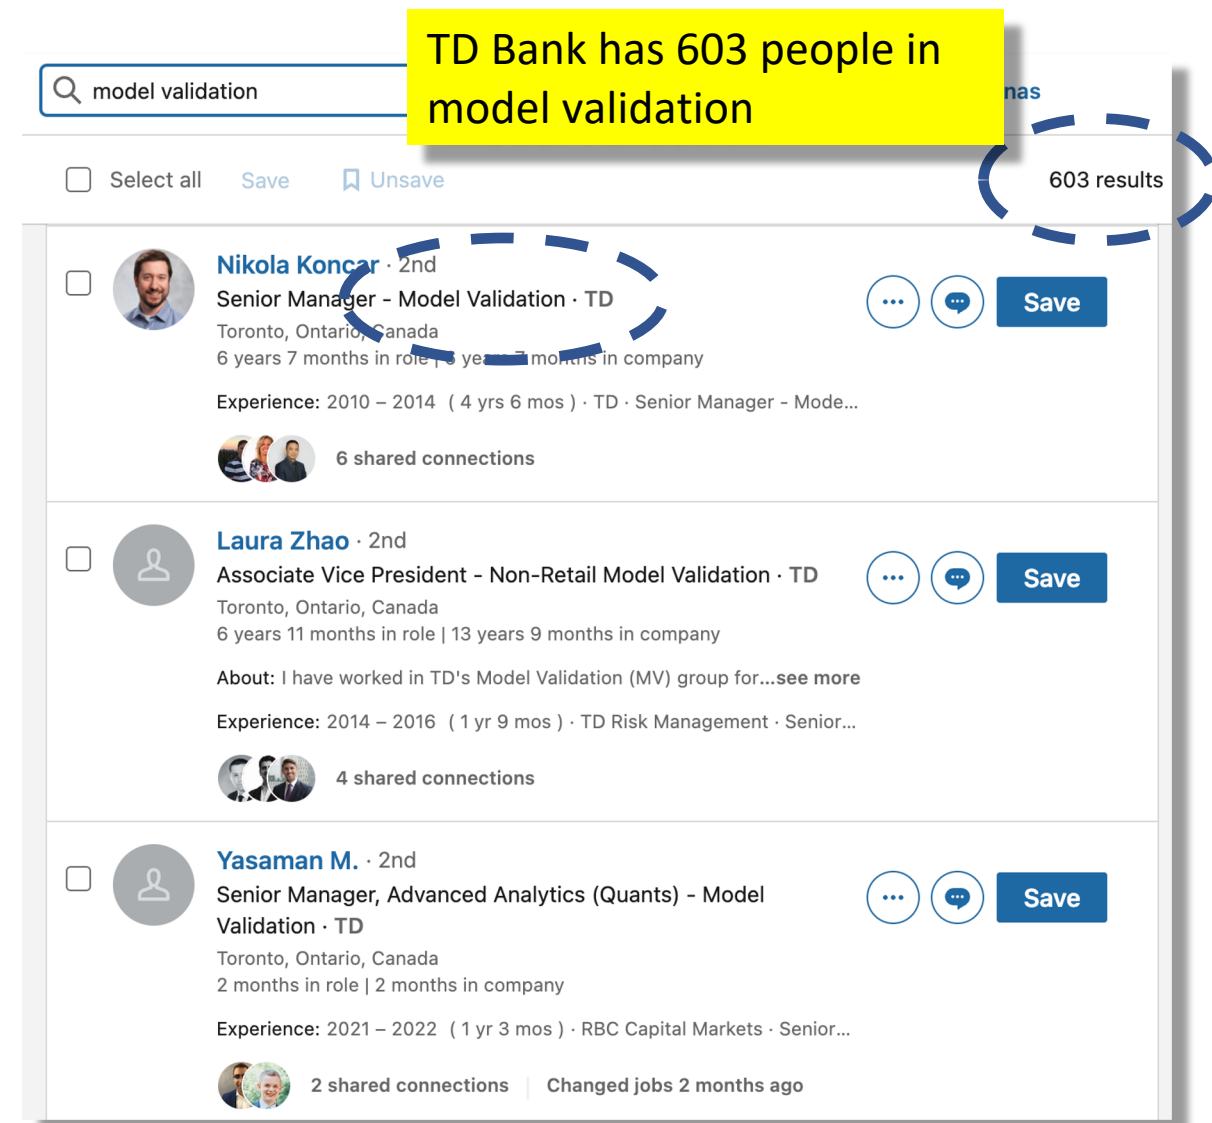 TD Bank has 603 people in
model validation
model validation
nas
Select all Save Unsave
603 results
Nikola Koncar · 2nd
Senior Manager - Model Validation · TD
Toronto, Ontario, Canada
6 years 7 months in role | 6 years 7 months in company
Experience: 2010 – 2014 ( 4 yrs 6 mos ) · TD · Senior Manager - Mode...
6 shared connections
Save
Laura Zhao · 2nd
Associate Vice President - Non-Retail Model Validation · TD
Toronto, Ontario, Canada
6 years 11 months in role | 13 years 9 months in company
About: I have worked in TD's Model Validation (MV) group for...see more
Experience: 2014 – 2016 ( 1 yr 9 mos ) · TD Risk Management · Senior...
4 shared connections
Save
Yasaman M. · 2nd
Senior Manager, Advanced Analytics (Quants) - Model
Validation · TD
Toronto, Ontario, Canada
2 months in role | 2 months in company
Experience: 2021 – 2022 ( 1 yr 3 mos ) · RBC Capital Markets · Senior...
2 shared connections | Changed jobs 2 months ago
Save